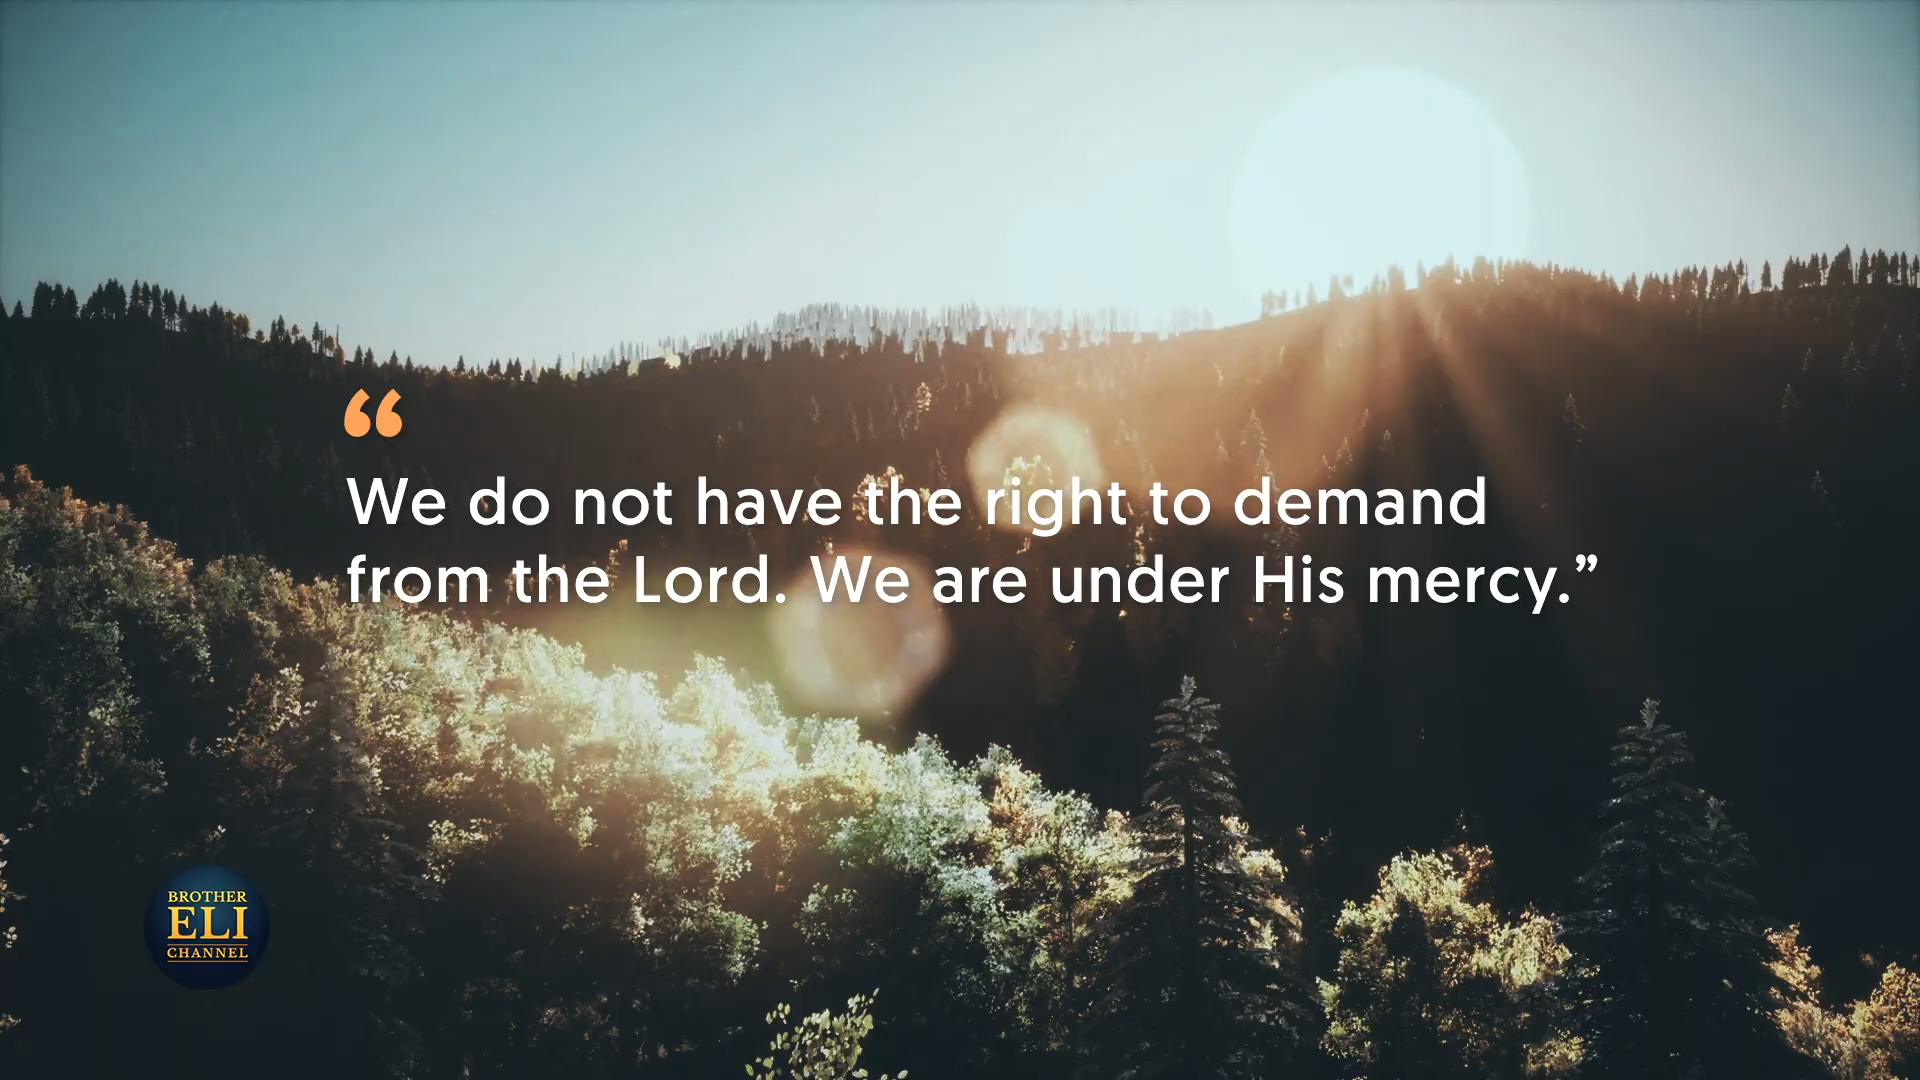 “
We do not have the right to demand
from the Lord. We are under His mercy.”
BROTHER
ELI
CHANNEL